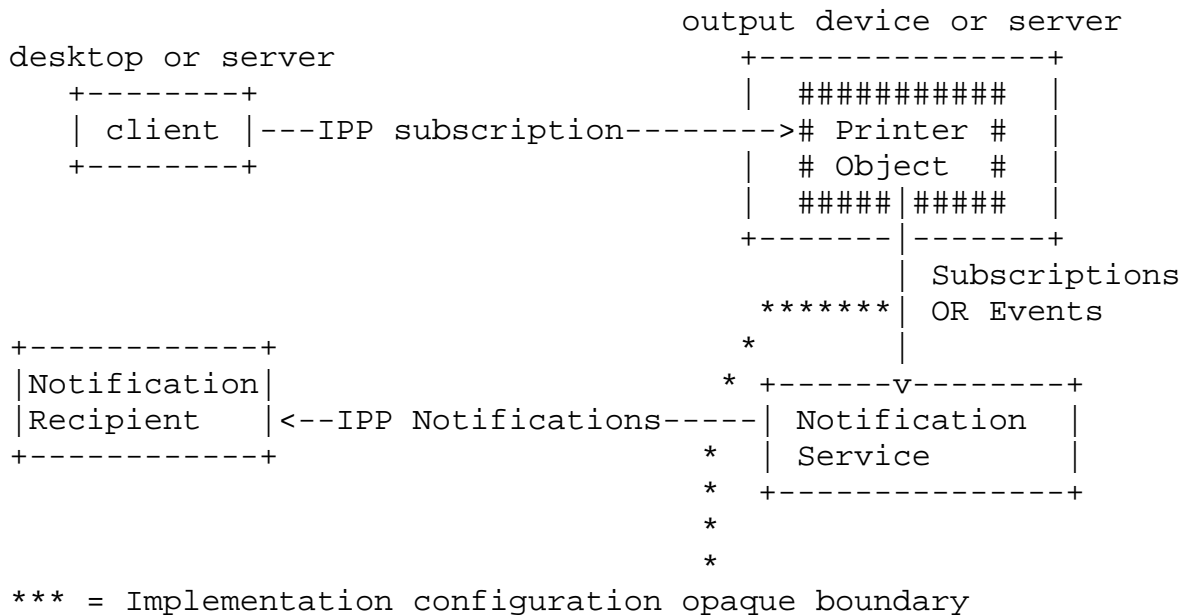 output device or server
desktop or server
###########
client ---IPP subscription--------># Printer #
# Object #
#####|#####
Subscriptions
******* OR Events
Notification
Recipient <--IPP Notifications----- Notification
Service
*** = Implementation configuration opaque boundary